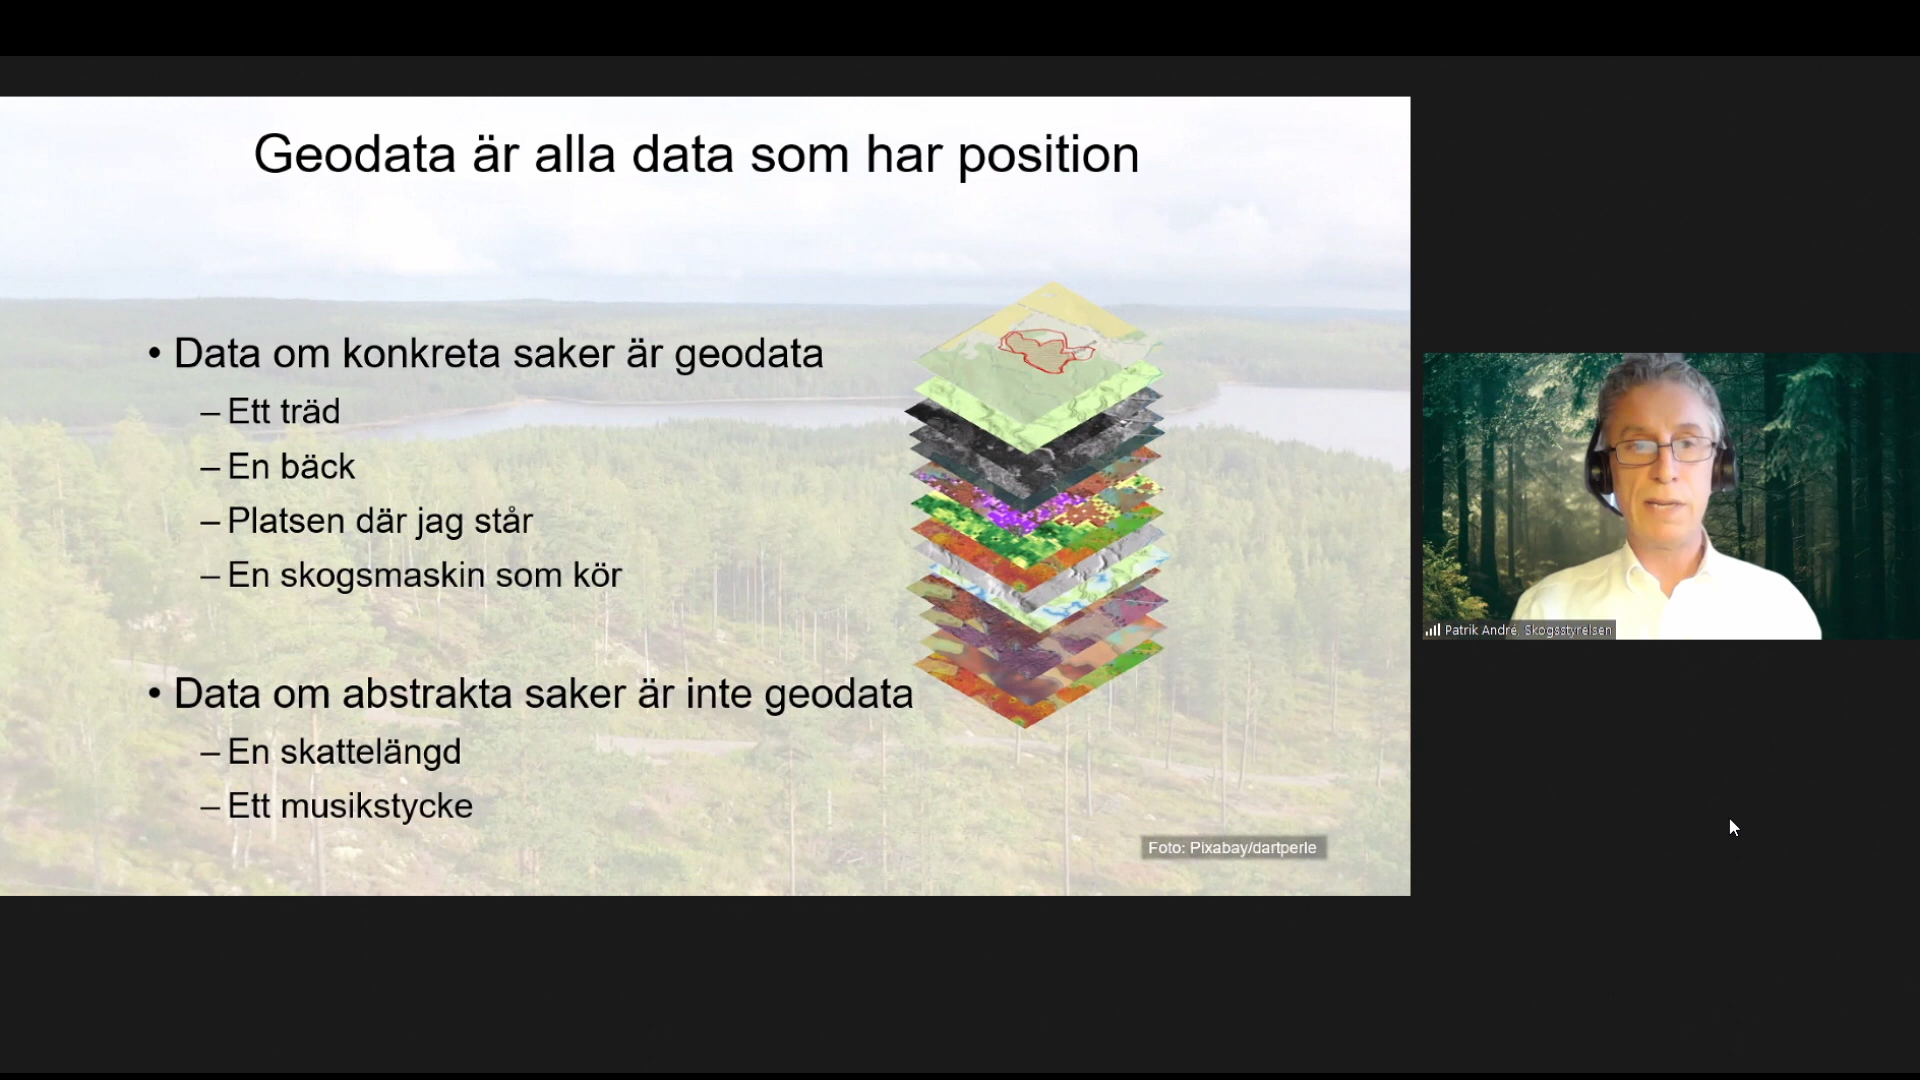 Geodata är alla data som har position
• Data om konkreta saker är geodata
– Ett träd
– En bäck
– Platsen där jag står
– En skogsmaskin som kör
• Data om abstrakta saker är inte geodata
– En skattelängd
– Ett musikstycke
Foto: Pixabay/dartperle
Patrik André, Skogsstyrelsen